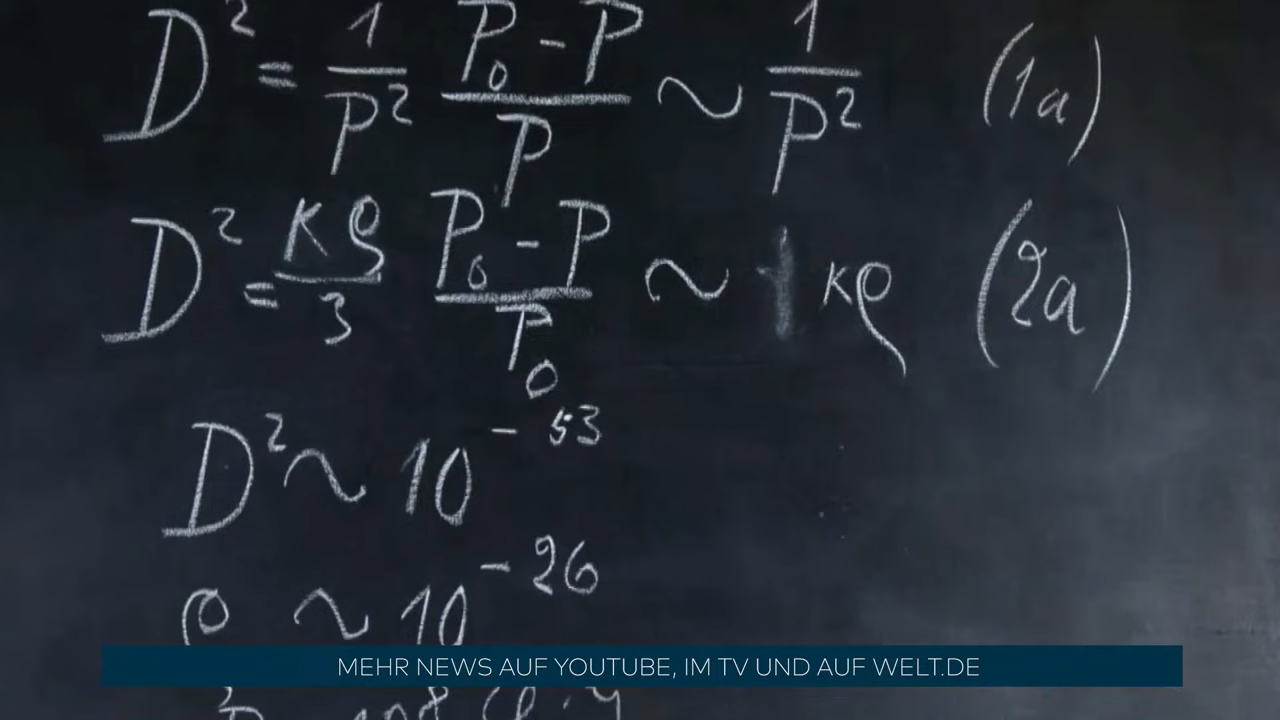 D² = 1/P² (P₀ - P)/P ~ 1/P² (1a)
D² = κρ/3 (P₀ - P)/P₀ ~ κρ (2a)
D² ~ 10⁻⁵³
ρ ~ 10⁻²⁶
MEHR NEWS AUF YOUTUBE, IM TV UND AUF WELT.DE